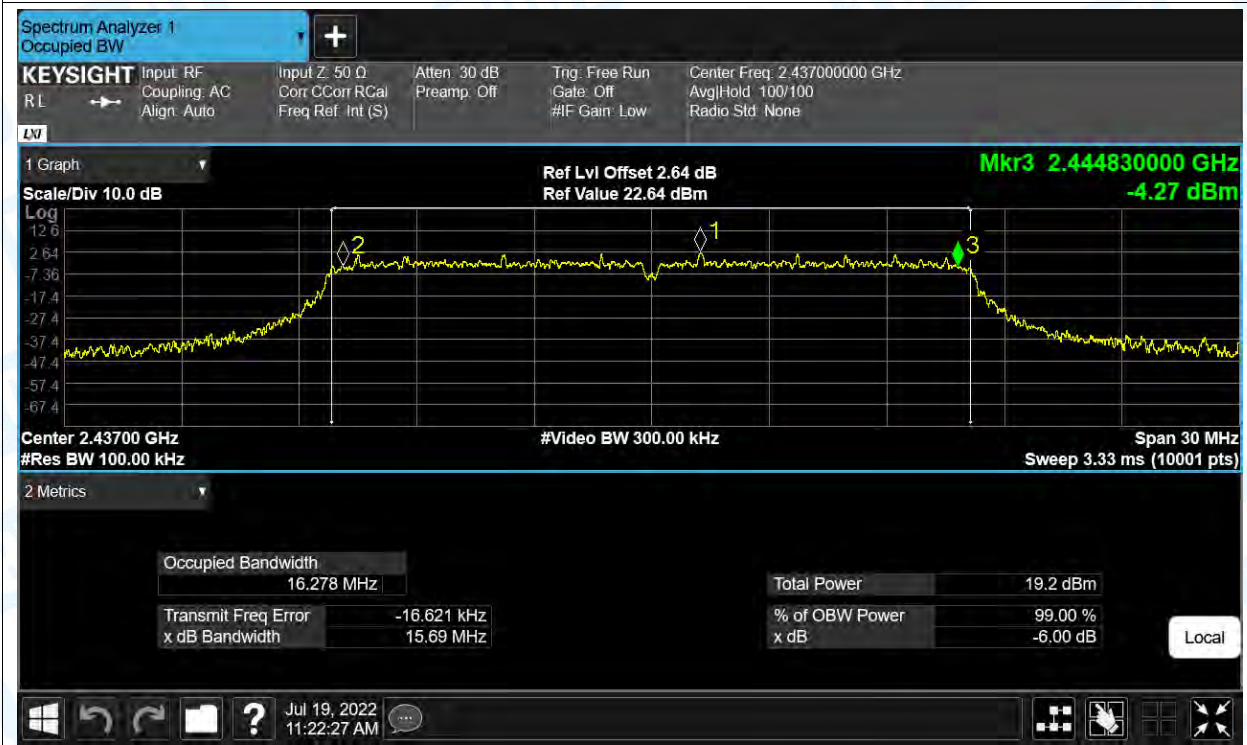 Spectrum Analyzer 1
Occupied BW
KEYSIGHT
R L
LXI
Input: RF
Coupling: AC
Align: Auto
Input Z: 50 Ω
Corr CCorr RCal
Freq Ref: Int (S)
Atten: 30 dB
Preamp: Off
Trig: Free Run
Gate: Off
#IF Gain: Low
Center Freq: 2.437000000 GHz
Avg|Hold: 100/100
Radio Std: None
1 Graph
Scale/Div 10.0 dB
Ref Lvl Offset 2.64 dB
Ref Value 22.64 dBm
Mkr3 2.444830000 GHz
-4.27 dBm
Log
12.6
2.64
-7.36
-17.4
-27.4
-37.4
-47.4
-57.4
-67.4
2
1
3
Center 2.43700 GHz
#Res BW 100.00 kHz
#Video BW 300.00 kHz
Span 30 MHz
Sweep 3.33 ms (10001 pts)
2 Metrics
Occupied Bandwidth
16.278 MHz
Transmit Freq Error -16.621 kHz
x dB Bandwidth 15.69 MHz
Total Power 19.2 dBm
% of OBW Power 99.00 %
x dB -6.00 dB
Local
?
Jul 19, 2022
11:22:27 AM